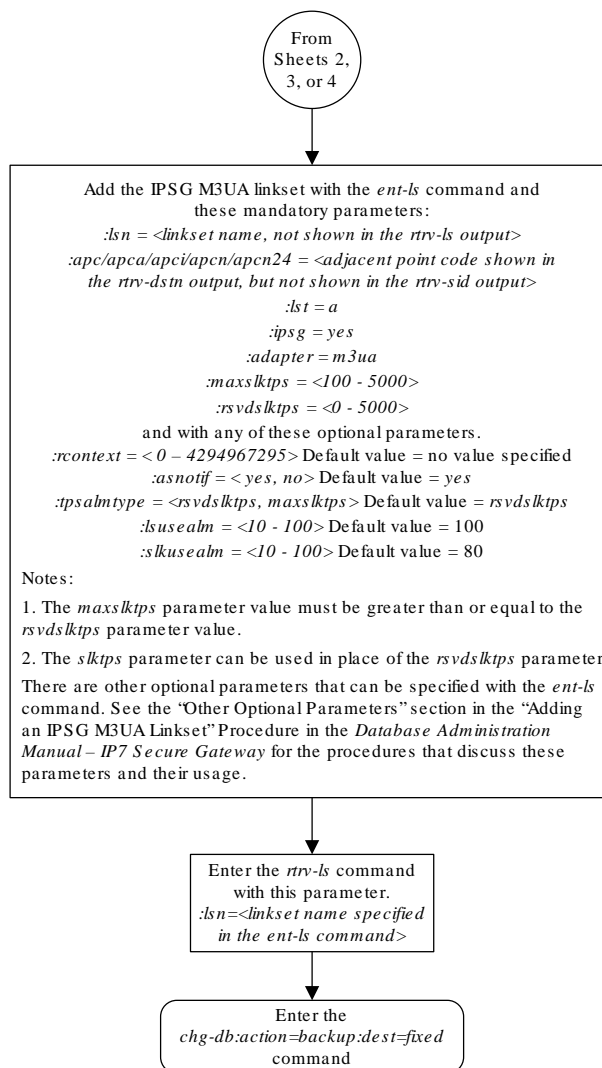 From
Sheets 2,
3, or 4
Add the IPSG M3UA linkset with the ent-ls command and
these mandatory parameters:
:lsn = <linkset name, not shown in the rtrv-ls output>
:apc/apca/apci/apcn/apcn24 = <adjacent point code shown in
the rtrv-dstn output, but not shown in the rtrv-sid output>
:lst = a
:ipsg = yes
:adapter = m3ua
:maxslktps = <100 - 5000>
:rsvdslktps = <0 - 5000>
and with any of these optional parameters.
:rcontext = < 0 – 4294967295> Default value = no value specified
:asnotif = < yes, no> Default value = yes
:tpsalmtype = <rsvdslktps, maxslktps> Default value = rsvdslktps
:lsusealm = <10 - 100> Default value = 100
:slkusealm = <10 - 100> Default value = 80
Notes:
1. The maxslktps parameter value must be greater than or equal to the
rsvdslktps parameter value.
2. The slktps parameter can be used in place of the rsvdslktps parameter
There are other optional parameters that can be specified with the ent-ls
command. See the “Other Optional Parameters” section in the “Adding
an IPSG M3UA Linkset” Procedure in the Database Administration
Manual – IP7 Secure Gateway for the procedures that discuss these
parameters and their usage.
Enter the rtrv-ls command
with this parameter.
:lsn=<linkset name specified
in the ent-ls command>
Enter the
chg-db:action=backup:dest=fixed
command